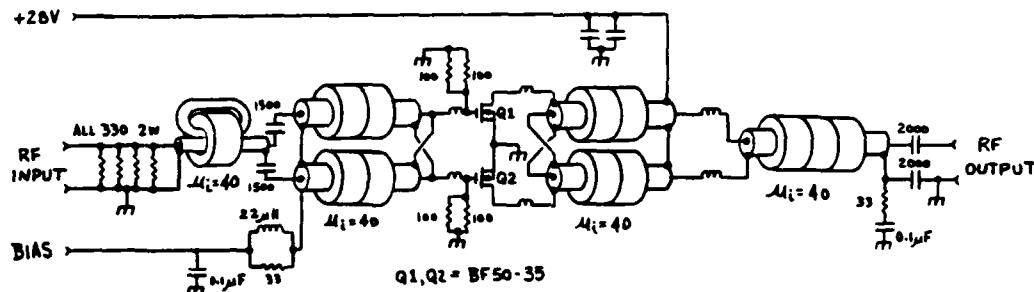 +28V
100
100
Q1
1500
ALL 330 2W
2000
RF
INPUT
RF
OUTPUT
2000
1500
Q2
μi=40
μi=40
33
22μH
μi=40
100
100
μi=40
BIAS
0.1μF
0.1μF
33
Q1,Q2 = BF50-35